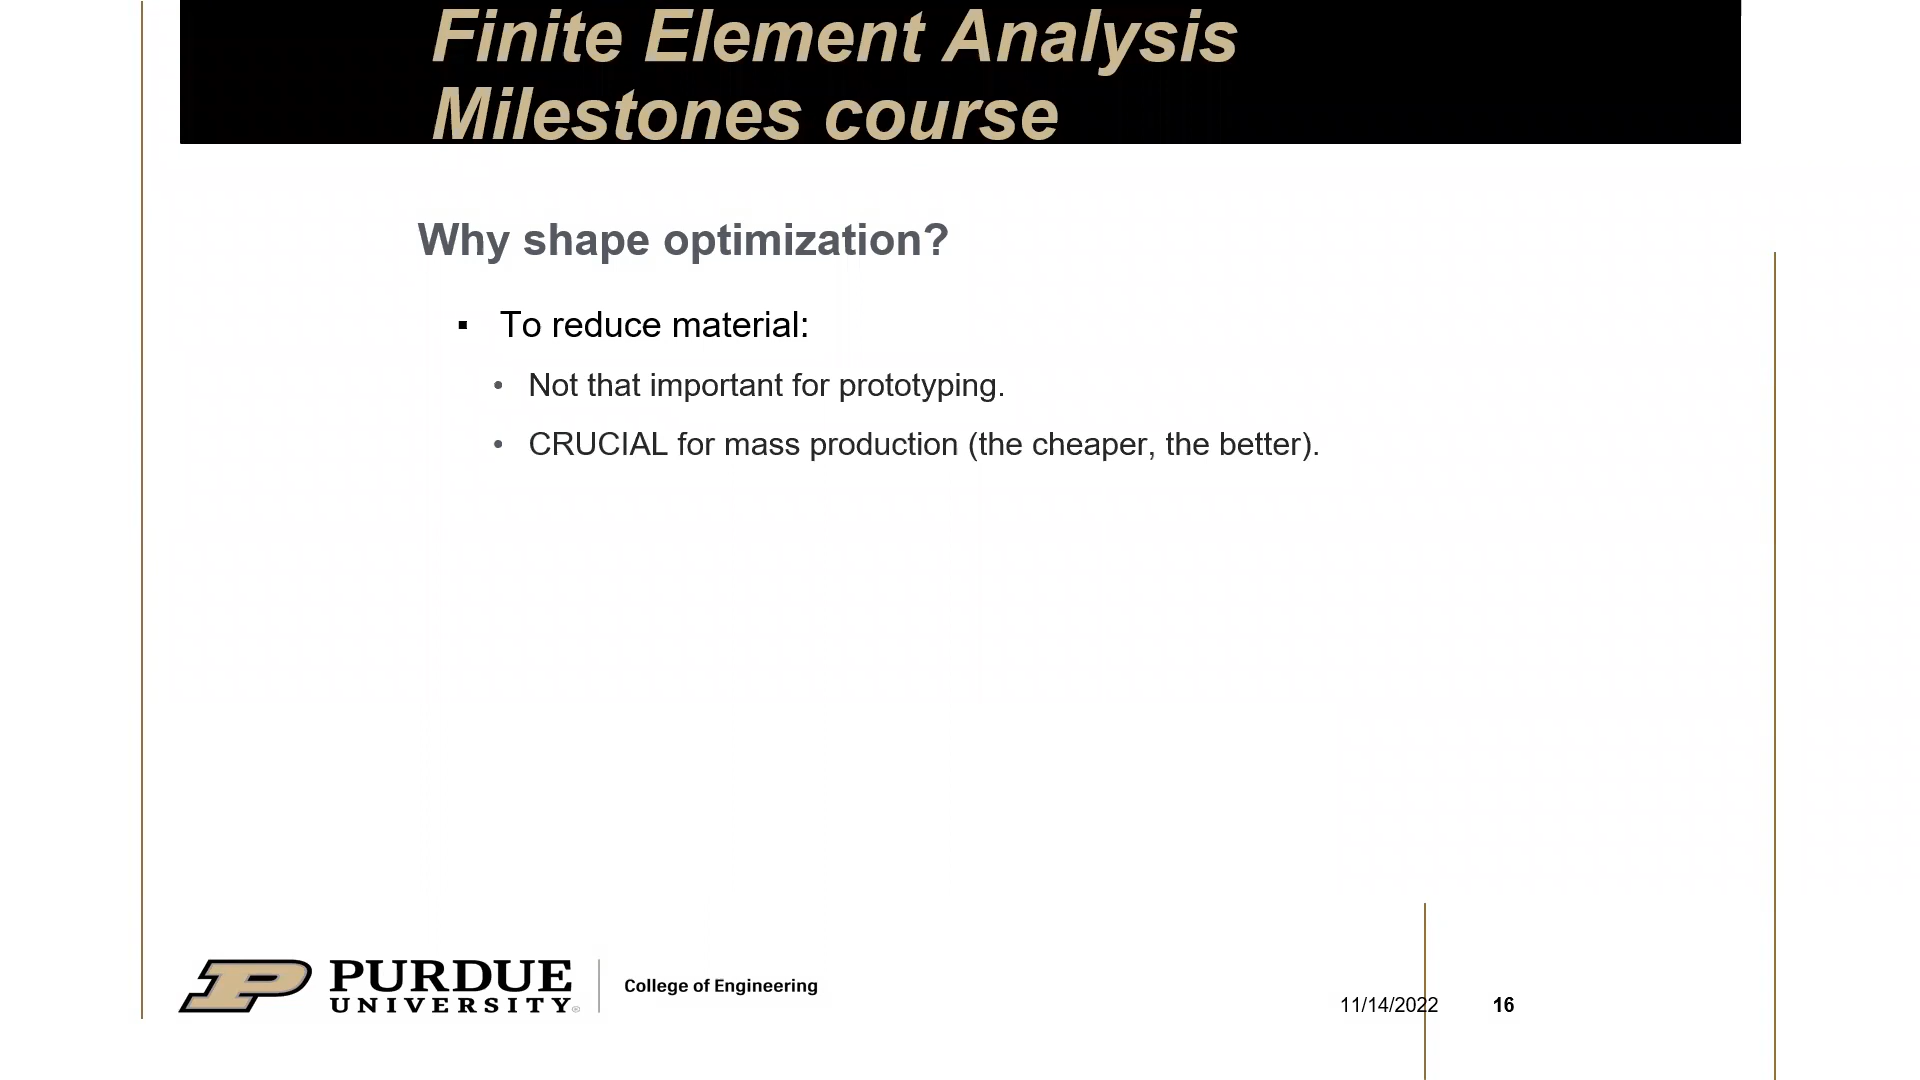 Finite Element Analysis
Milestones course
Why shape optimization?
▪ To reduce material:
• Not that important for prototyping.
• CRUCIAL for mass production (the cheaper, the better).
PURDUE
UNIVERSITY®
College of Engineering
11/14/2022
16